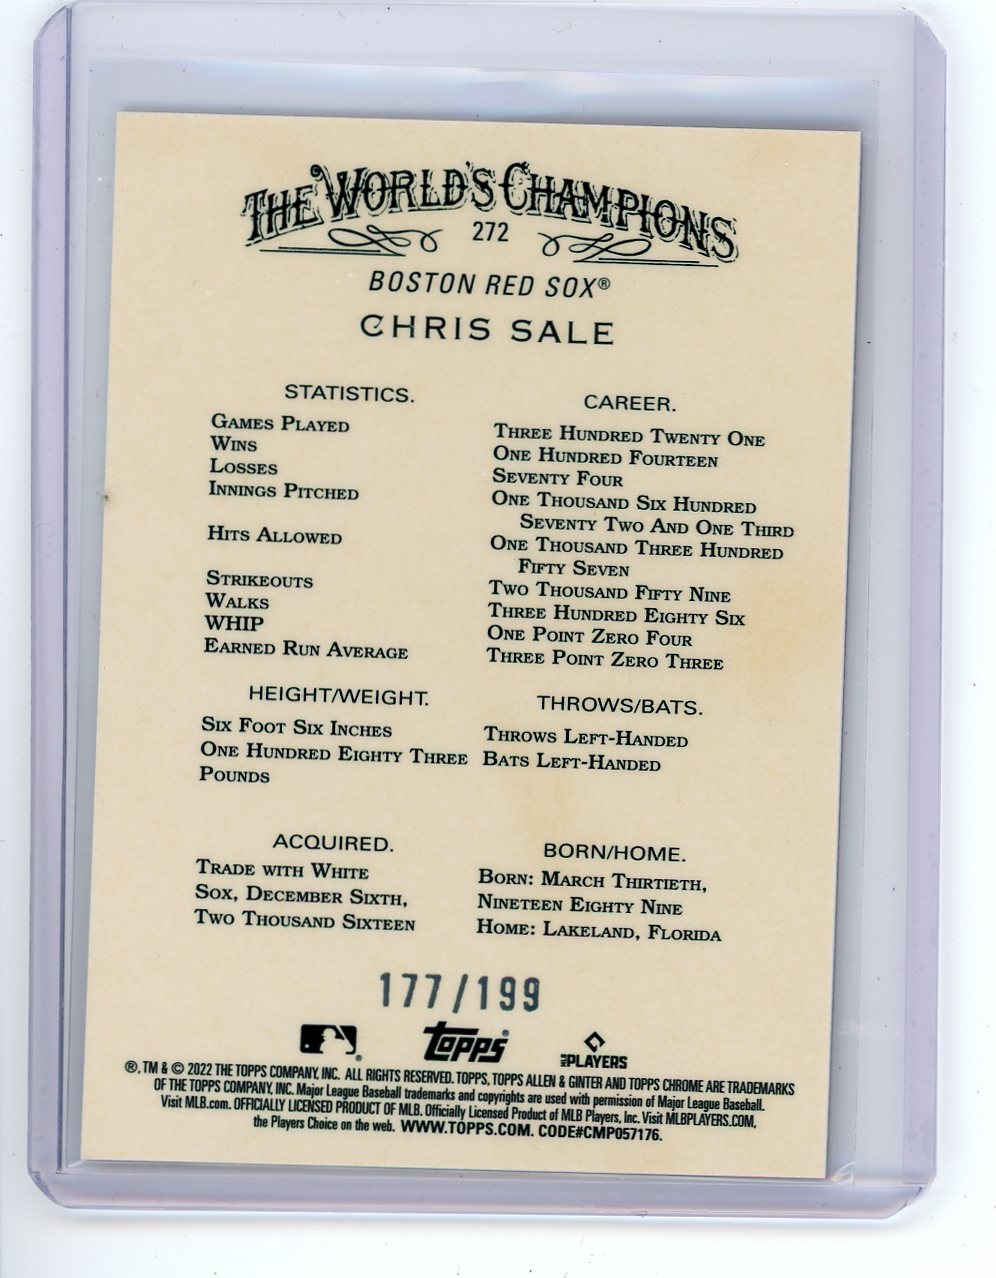 THE WORLD'S CHAMPIONS
272
BOSTON RED SOX®
CHRIS SALE
STATISTICS.
GAMES PLAYED
WINS
LOSSES
INNINGS PITCHED
HITS ALLOWED
STRIKEOUTS
WALKS
WHIP
EARNED RUN AVERAGE
CAREER.
THREE HUNDRED TWENTY ONE
ONE HUNDRED FOURTEEN
SEVENTY FOUR
ONE THOUSAND SIX HUNDRED
SEVENTY TWO AND ONE THIRD
ONE THOUSAND THREE HUNDRED
FIFTY SEVEN
TWO THOUSAND FIFTY NINE
THREE HUNDRED EIGHTY SIX
ONE POINT ZERO FOUR
THREE POINT ZERO THREE
HEIGHT/WEIGHT.
SIX FOOT SIX INCHES
ONE HUNDRED EIGHTY THREE
POUNDS
THROWS/BATS.
THROWS LEFT-HANDED
BATS LEFT-HANDED
ACQUIRED.
TRADE WITH WHITE
SOX, DECEMBER SIXTH,
TWO THOUSAND SIXTEEN
BORN/HOME.
BORN: MARCH THIRTIETH,
NINETEEN EIGHTY NINE
HOME: LAKELAND, FLORIDA
177/199
topps®
MLB PLAYERS
®, TM & © 2022 THE TOPPS COMPANY, INC. ALL RIGHTS RESERVED. TOPPS, TOPPS ALLEN & GINTER AND TOPPS CHROME ARE TRADEMARKS
OF THE TOPPS COMPANY, INC. Major League Baseball trademarks and copyrights are used with permission of Major League Baseball.
Visit MLB.com. OFFICIALLY LICENSED PRODUCT OF MLB. Officially Licensed Product of MLB Players, Inc. Visit MLBPLAYERS.COM,
the Players Choice on the web. WWW.TOPPS.COM. CODE#CMP057176.